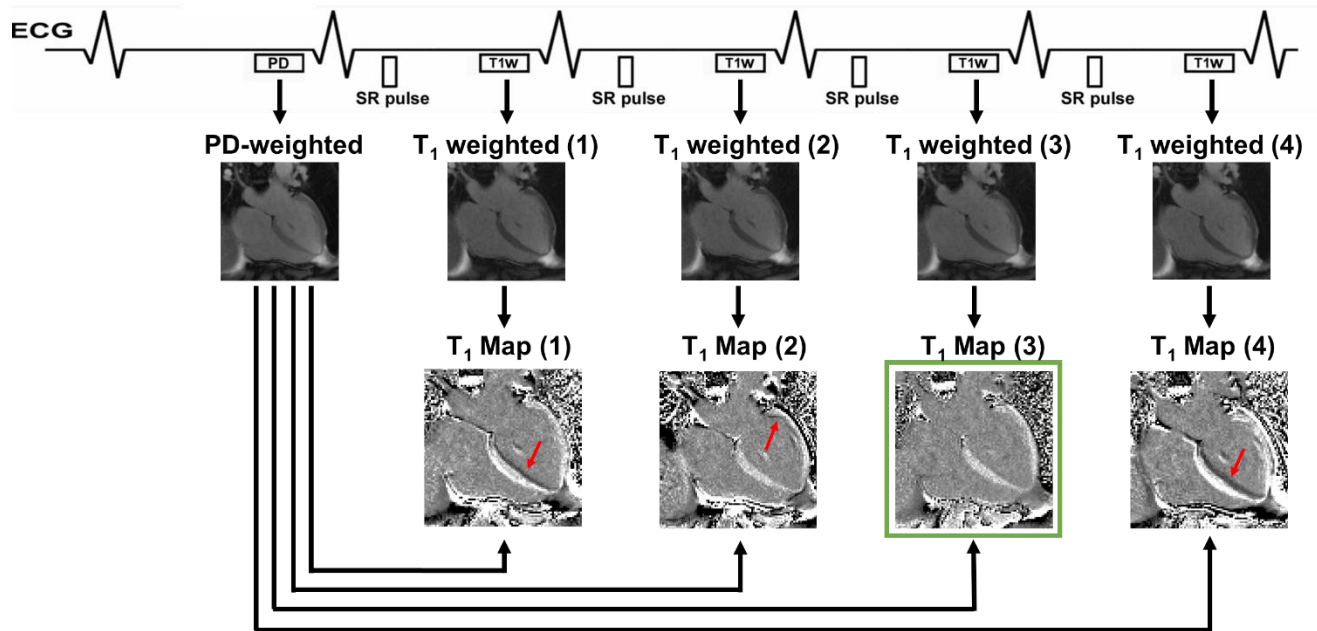 ECG
PD
T1W
T1W
T1W
T1W
SR pulse
SR pulse
SR pulse
SR pulse
PD-weighted
T₁ weighted (1)
T₁ weighted (2)
T₁ weighted (3)
T₁ weighted (4)
T₁ Map (1)
T₁ Map (2)
T₁ Map (3)
T₁ Map (4)